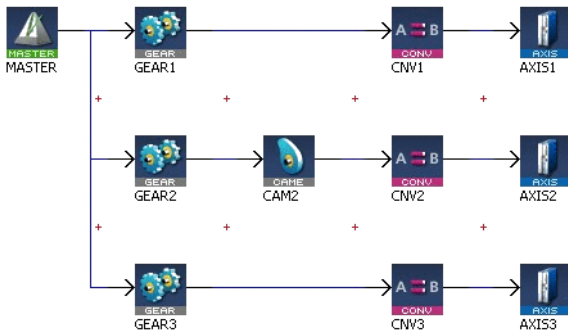 MASTER
MASTER
GEAR
GEAR1
A B
CONV
CNV1
AXIS
AXIS1
GEAR
GEAR2
CAME
CAM2
A B
CONV
CNV2
AXIS
AXIS2
GEAR
GEAR3
A B
CONV
CNV3
AXIS
AXIS3